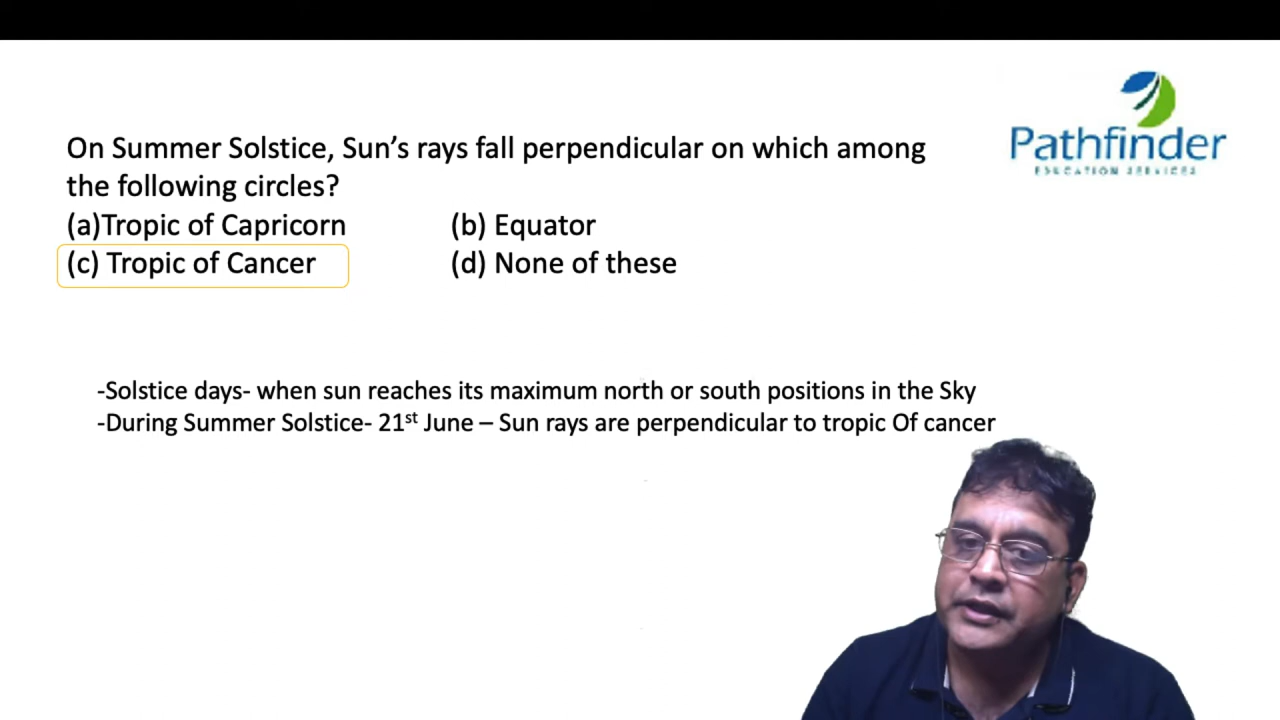 On Summer Solstice, Sun's rays fall perpendicular on which among
the following circles?
(a)Tropic of Capricorn (b) Equator
(c) Tropic of Cancer (d) None of these
-Solstice days- when sun reaches its maximum north or south positions in the Sky
-During Summer Solstice- 21st June – Sun rays are perpendicular to tropic Of cancer
Pathfinder
EDUCATION SERVICES